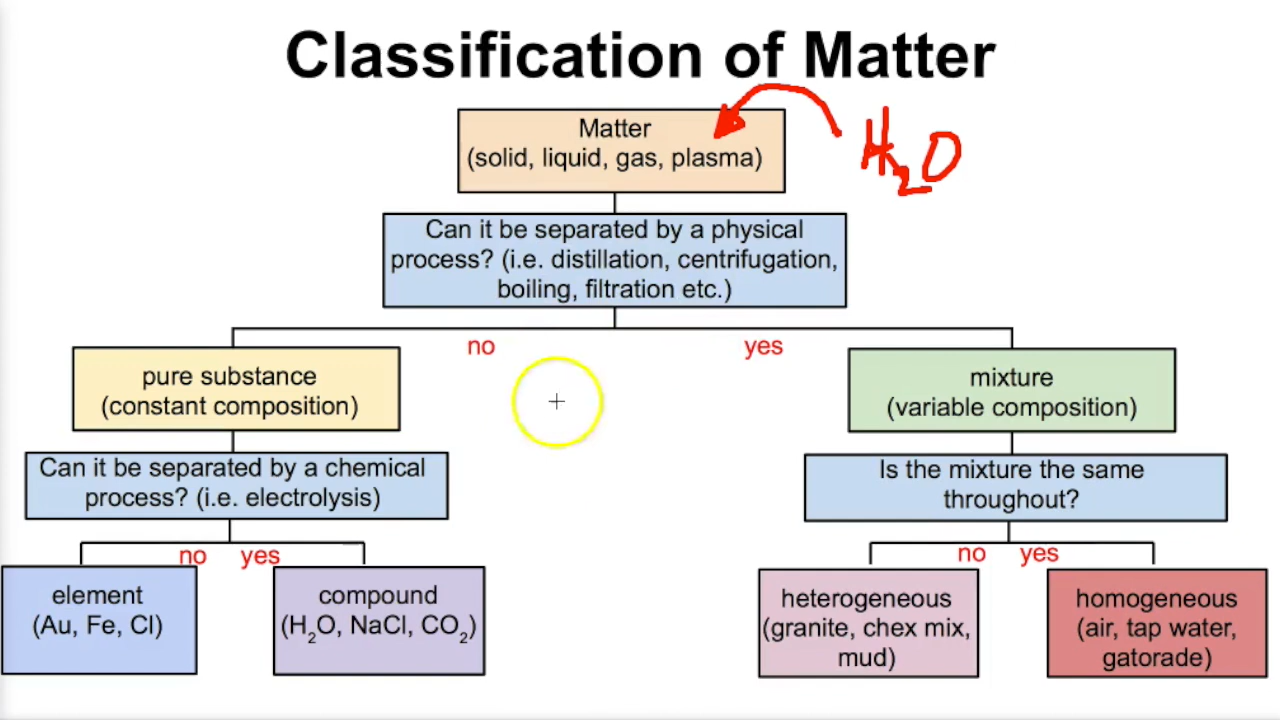 Classification of Matter
Matter
(solid, liquid, gas, plasma)
H₂O
Can it be separated by a physical
process? (i.e. distillation, centrifugation,
boiling, filtration etc.)
no
yes
pure substance
(constant composition)
mixture
(variable composition)
Can it be separated by a chemical
process? (i.e. electrolysis)
Is the mixture the same
throughout?
no
yes
no
yes
element
(Au, Fe, Cl)
compound
(H₂O, NaCl, CO₂)
heterogeneous
(granite, chex mix,
mud)
homogeneous
(air, tap water,
gatorade)